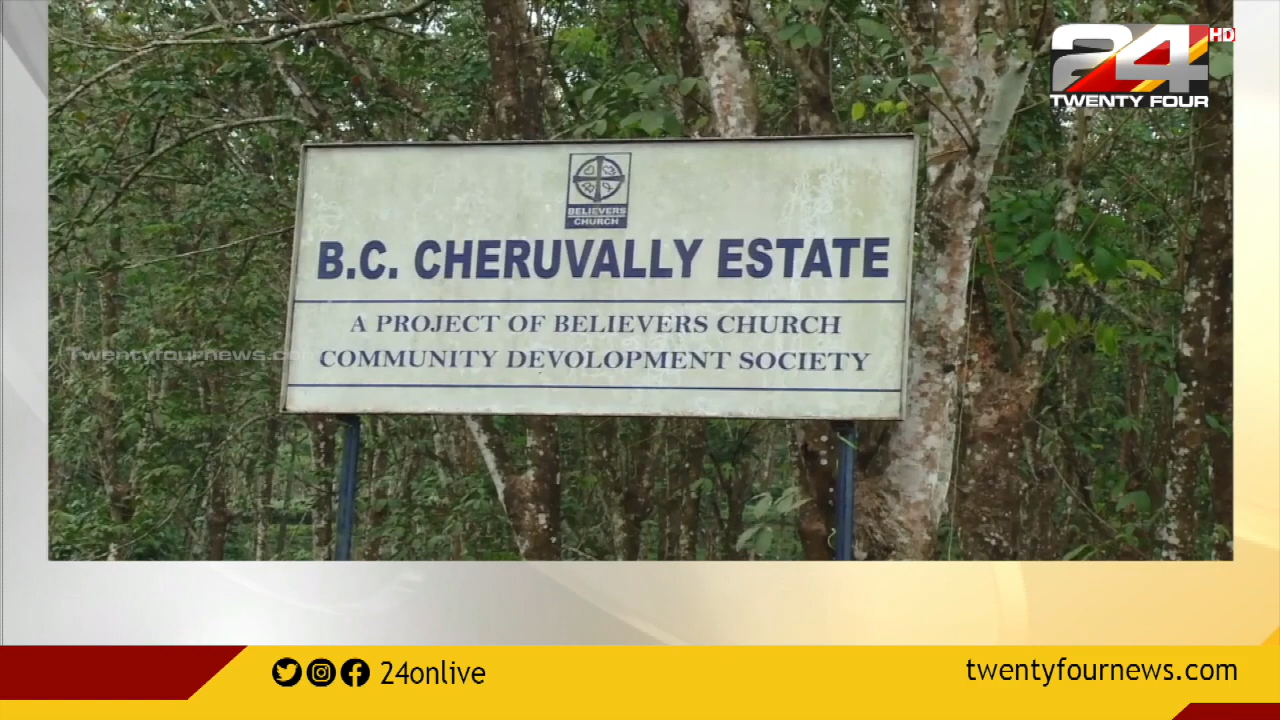 24 HD
TWENTY FOUR
BELIEVERS
CHURCH
B.C. CHERUVALLY ESTATE
A PROJECT OF BELIEVERS CHURCH
COMMUNITY DEVOLOPMENT SOCIETY
Twentyfournews.com
24onlive
twentyfournews.com